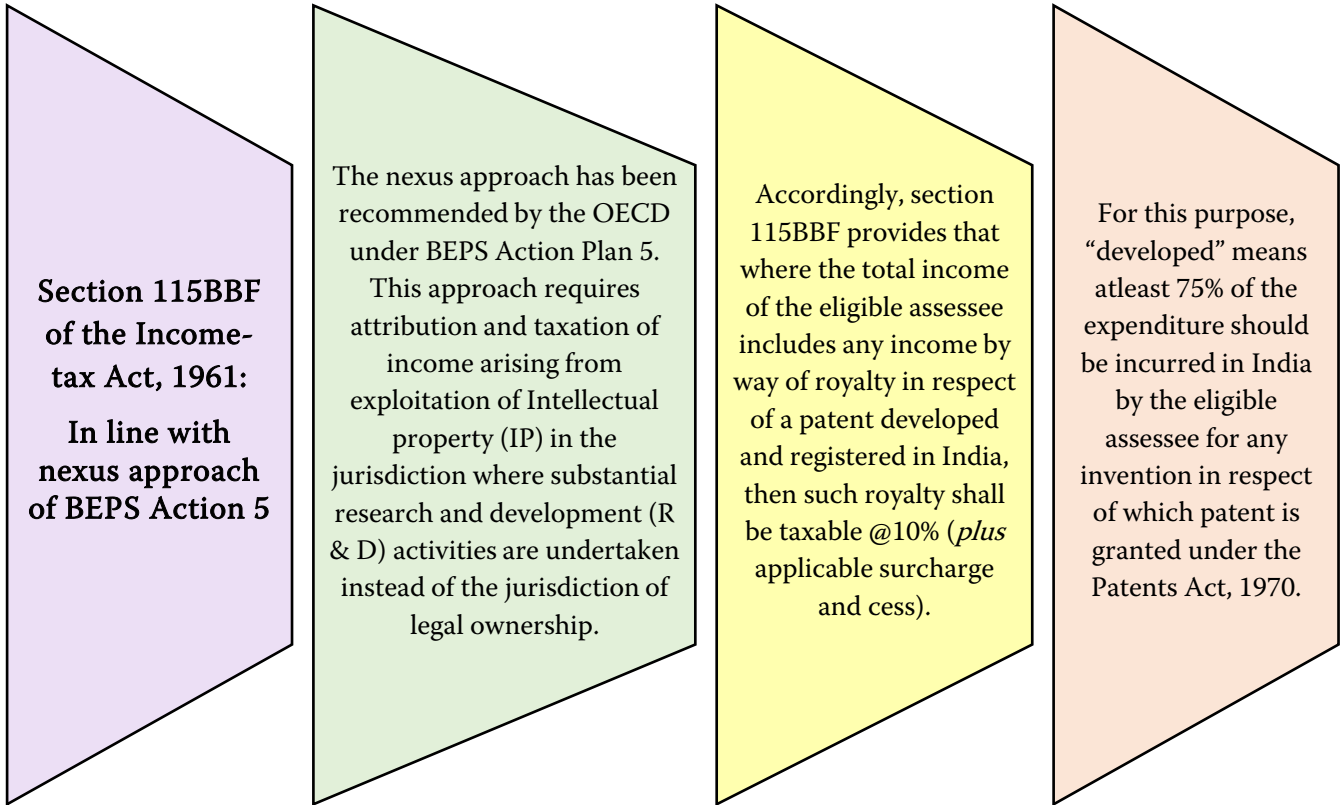 Section 115BBF
of the Income-
tax Act, 1961:
In line with
nexus approach
of BEPS Action 5
The nexus approach has been
recommended by the OECD
under BEPS Action Plan 5.
This approach requires
attribution and taxation of
income arising from
exploitation of Intellectual
property (IP) in the
jurisdiction where substantial
research and development (R
& D) activities are undertaken
instead of the jurisdiction of
legal ownership.
Accordingly, section
115BBF provides that
where the total income
of the eligible assessee
includes any income by
way of royalty in respect
of a patent developed
and registered in India,
then such royalty shall
be taxable @10% (plus
applicable surcharge
and cess).
For this purpose,
“developed” means
atleast 75% of the
expenditure should
be incurred in India
by the eligible
assessee for any
invention in respect
of which patent is
granted under the
Patents Act, 1970.